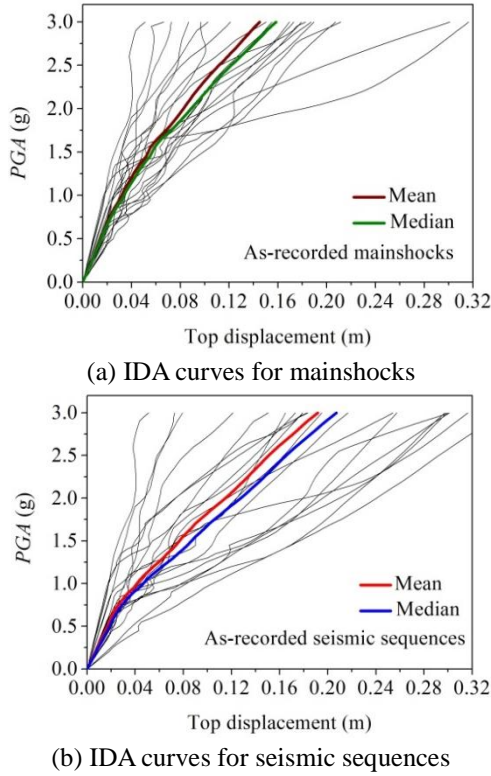 3.0
2.5
2.0
1.5
1.0
0.5
0.0
PGA (g)
Mean
Median
As-recorded mainshocks
0.00 0.04 0.08 0.12 0.16 0.20 0.24 0.28 0.32
Top displacement (m)
(a) IDA curves for mainshocks
3.0
2.5
2.0
1.5
1.0
0.5
0.0
PGA (g)
Mean
Median
As-recorded seismic sequences
0.00 0.04 0.08 0.12 0.16 0.20 0.24 0.28 0.32
Top displacement (m)
(b) IDA curves for seismic sequences